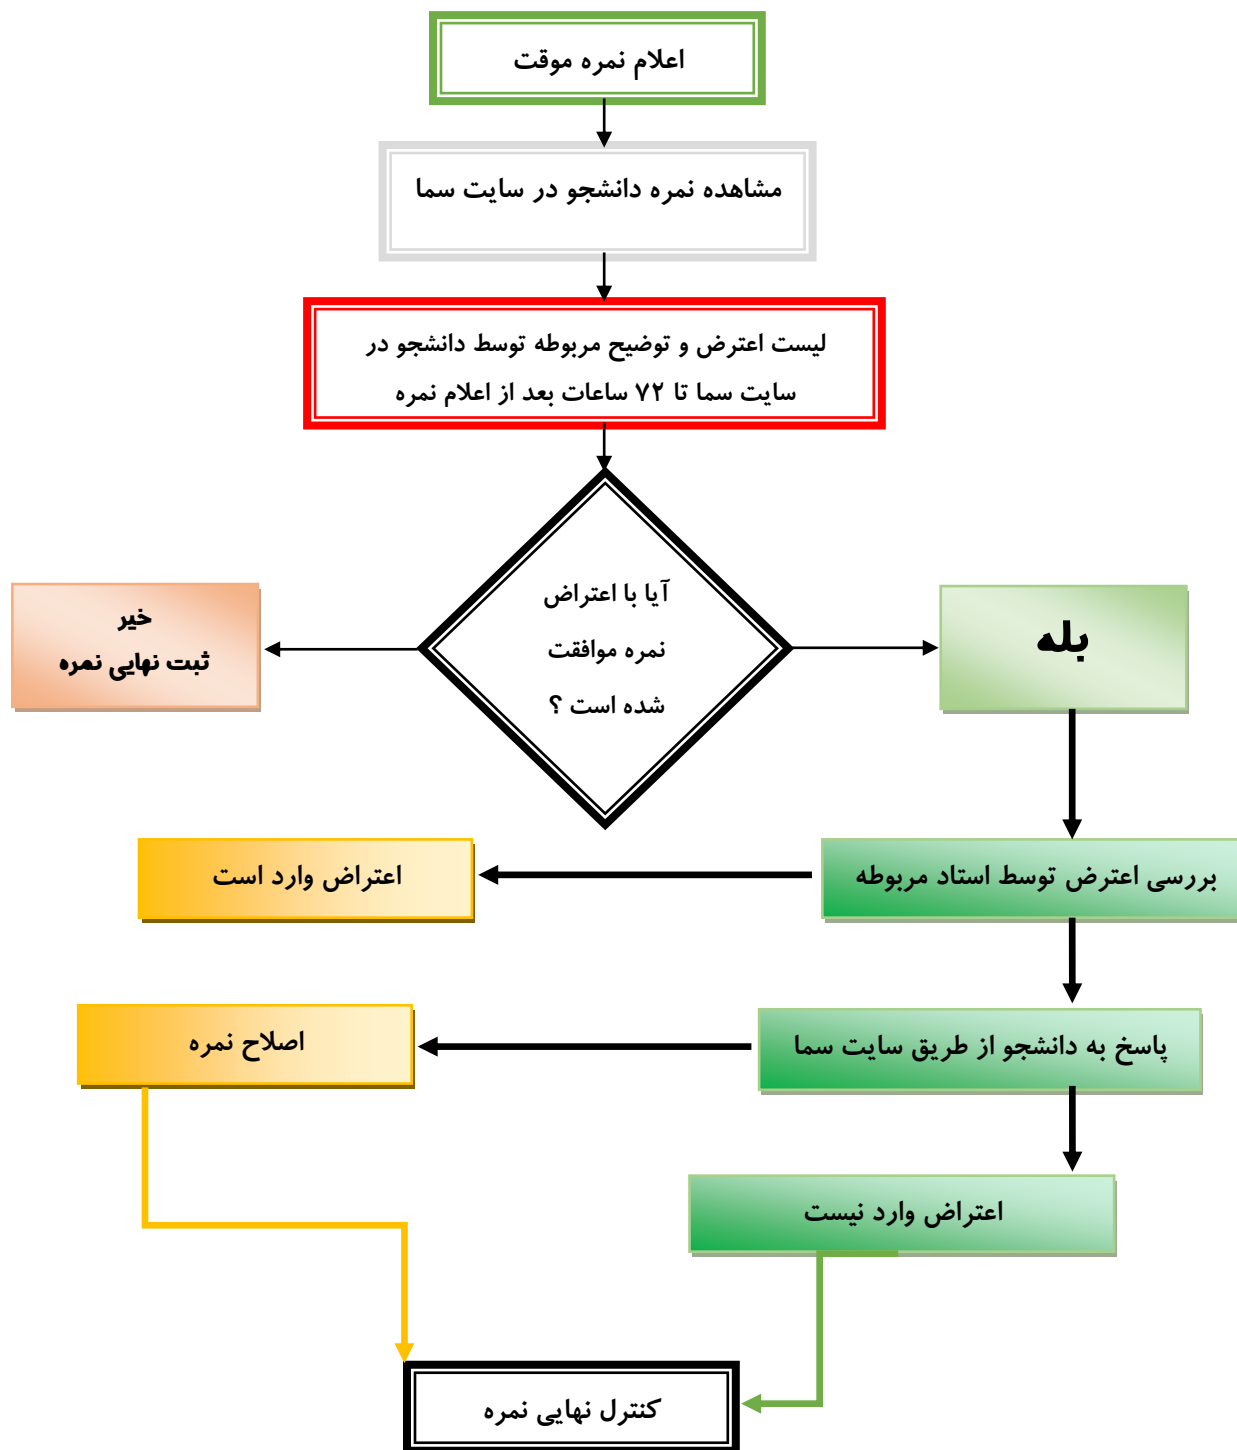 اعلام نمره موقت
مشاهده نمره دانشجو در سایت سما
لیست اعترض و توضیح مربوطه توسط دانشجو در
سایت سما تا ۷۲ ساعات بعد از اعلام نمره
آیا با اعتراض
نمره موافقت
شده است ؟
بله
خیر
ثبت نهایی نمره
بررسی اعترض توسط استاد مربوطه
اعتراض وارد است
پاسخ به دانشجو از طریق سایت سما
اصلاح نمره
اعتراض وارد نیست
کنترل نهایی نمره